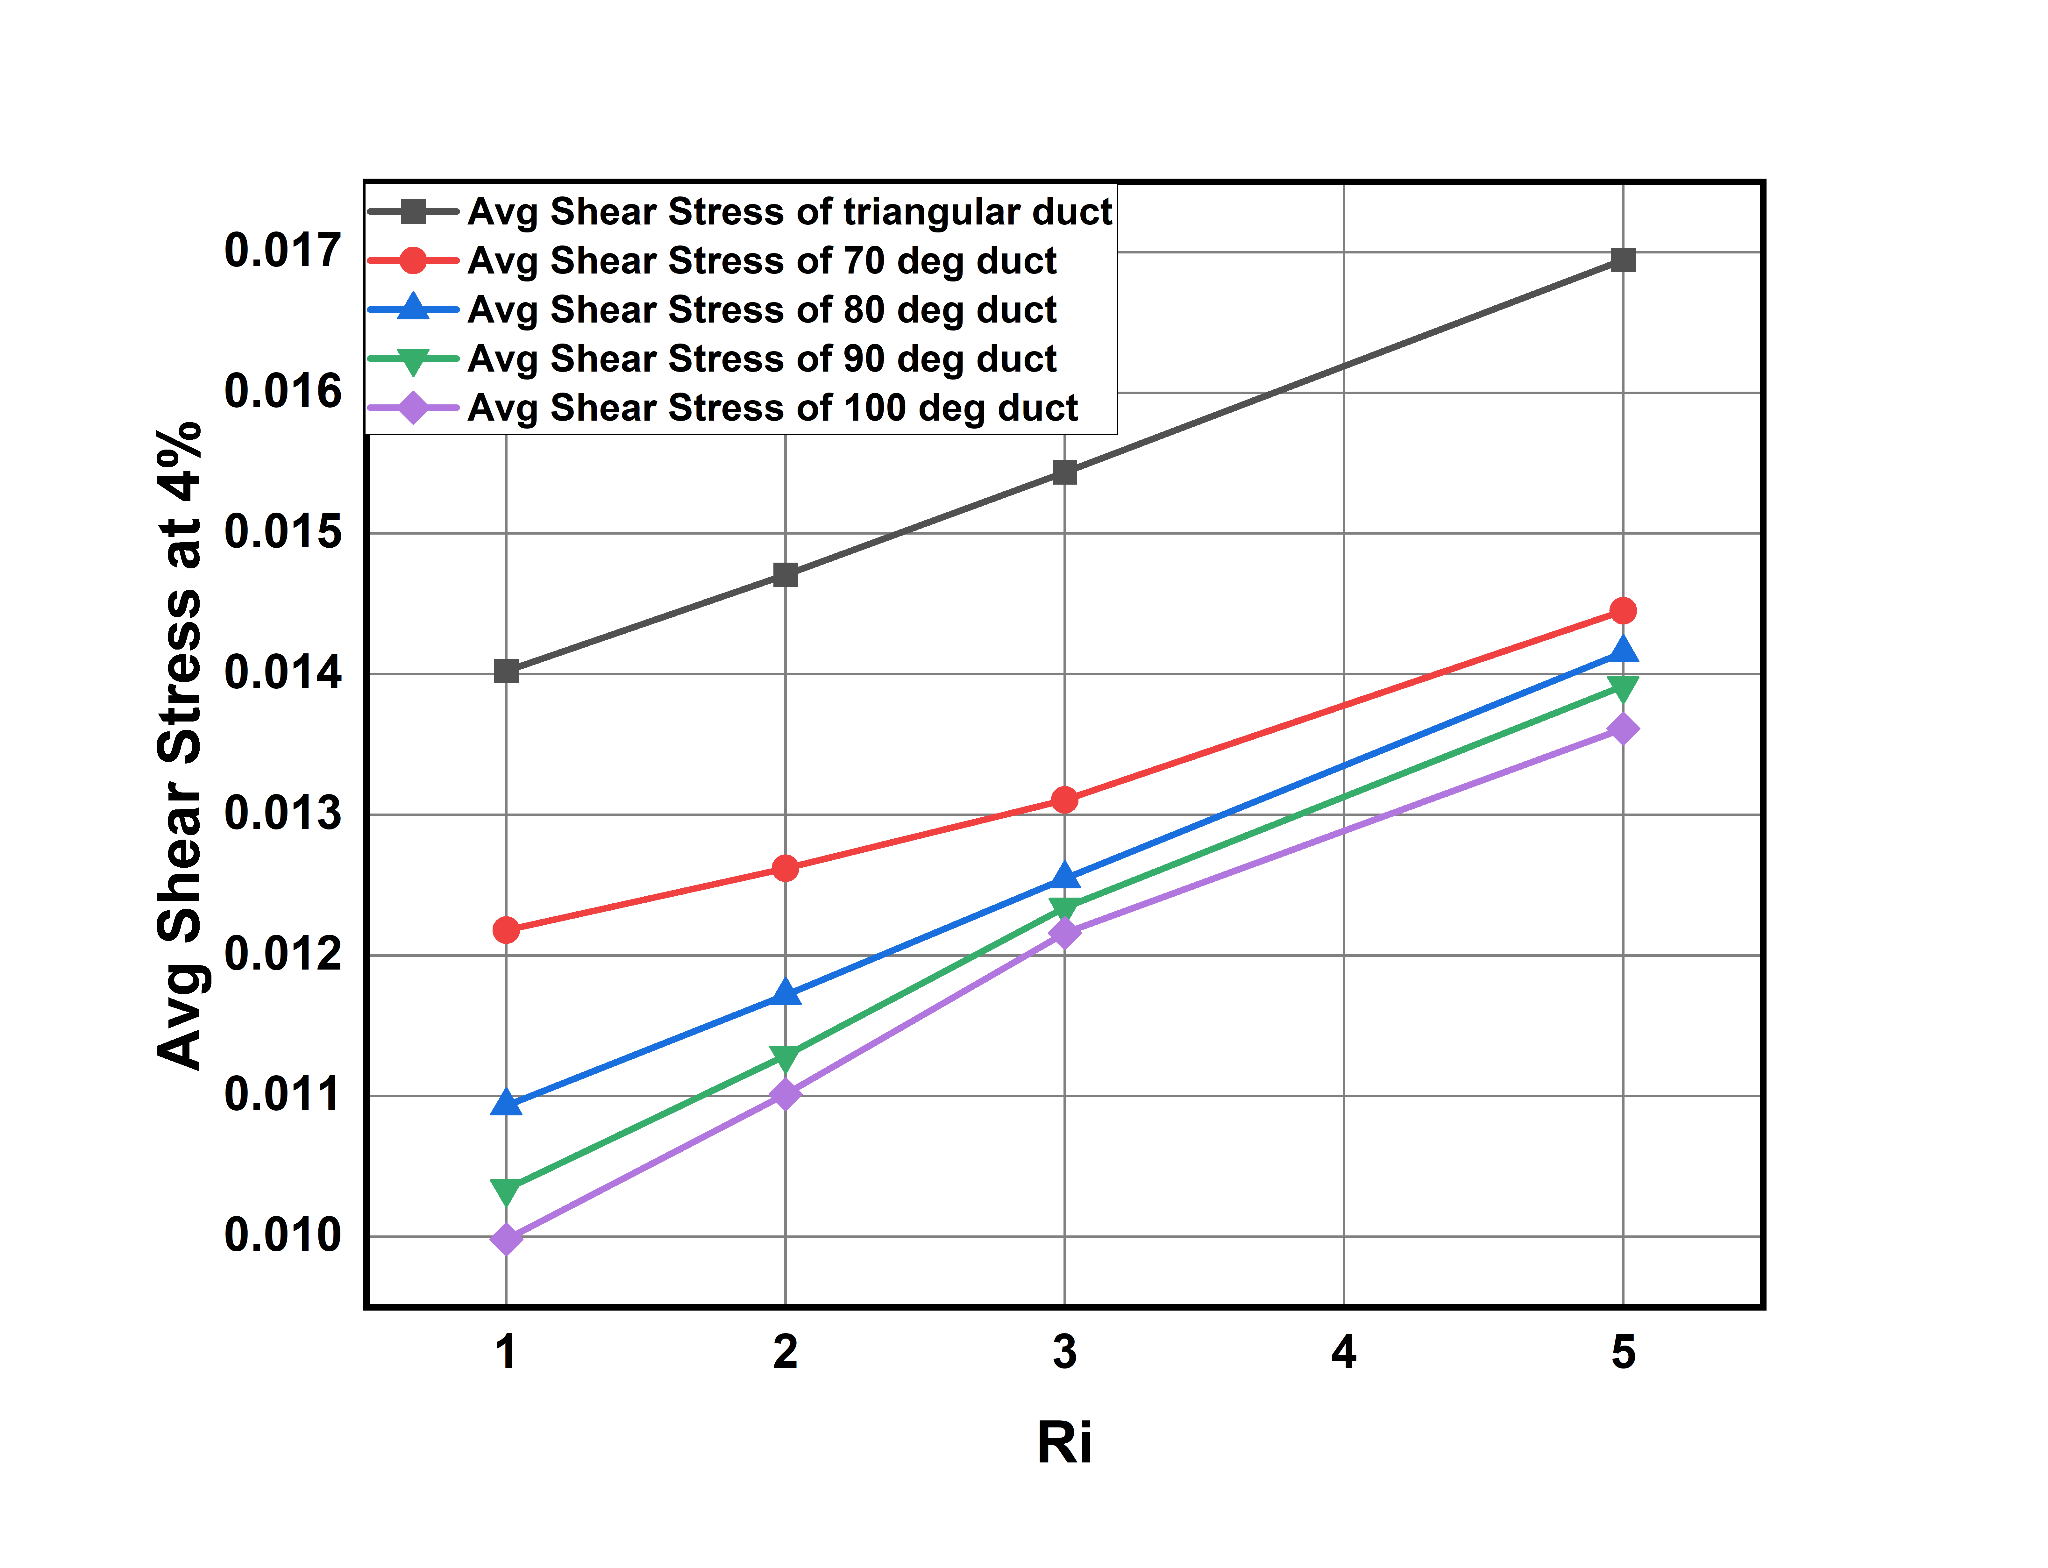 Avg Shear Stress of triangular duct
Avg Shear Stress of 70 deg duct
Avg Shear Stress of 80 deg duct
Avg Shear Stress of 90 deg duct
Avg Shear Stress of 100 deg duct
Avg Shear Stress at 4%
0.017
0.016
0.015
0.014
0.013
0.012
0.011
0.010
1 2 3 4 5
Ri